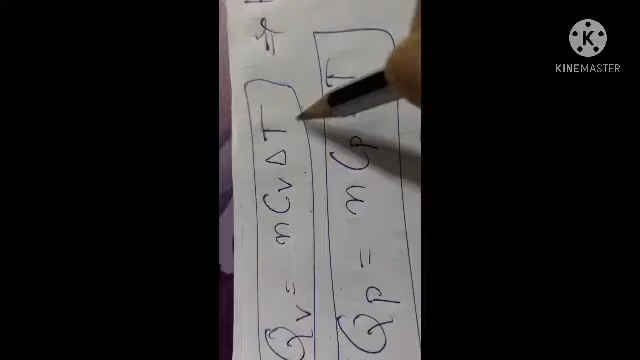 Qv = nCvΔT ⇒
Qp = nCp T
KINEMASTER